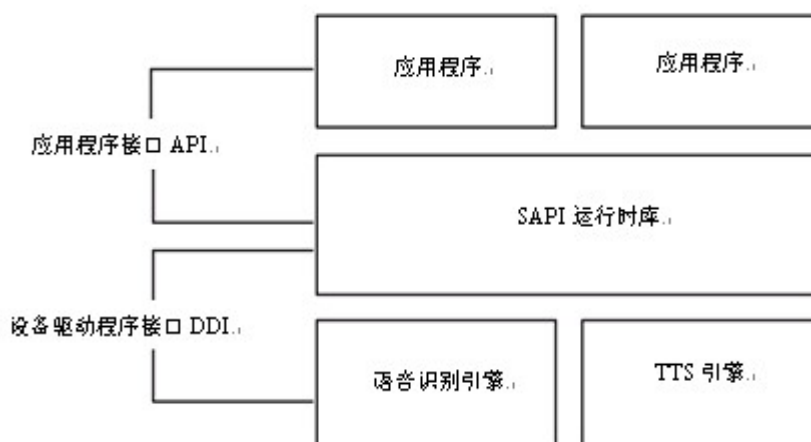 应用程序
应用程序
应用程序接口 API
SAPI 运行时库
设备驱动程序接口 DDI
语音识别引擎
TTS 引擎